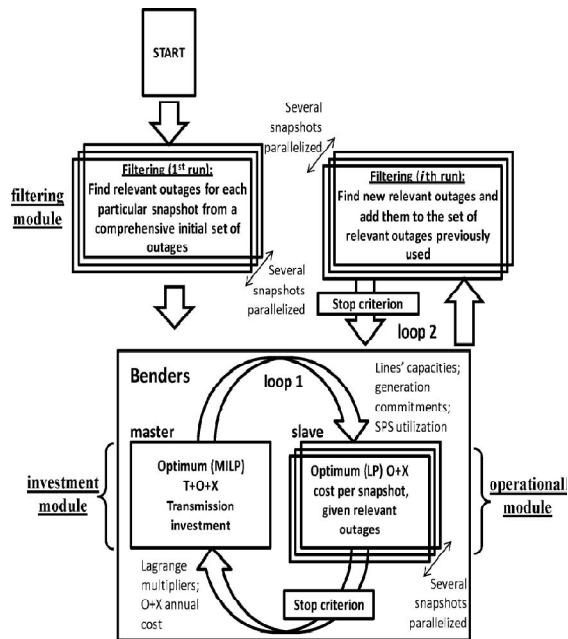 START
Several
snapshots
parallelized
Filtering (1st run):
Find relevant outages for each
particular snapshot from a
comprehensive initial set of
outages
filtering
module
Filtering (ith run):
Find new relevant outages and
add them to the set of
relevant outages previously
used
Several
snapshots
parallelized
Stop criterion
loop 2
Benders
loop 1
Lines' capacities;
generation
commitments;
SPS utilization
master
slave
investment
module
Optimum (MILP)
T+O+X
Transmission
investment
Optimum (LP) O+X
cost per snapshot,
given relevant
outages
operational
module
Lagrange
multipliers;
O+X annual
cost
Stop criterion
Several
snapshots
parallelized